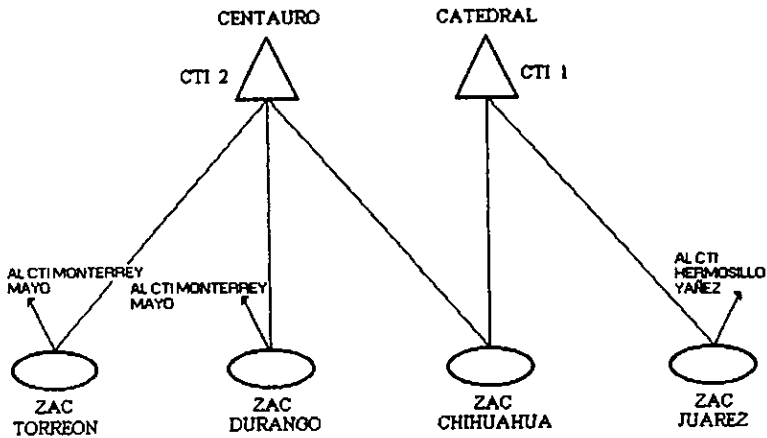 CENTAURO
CATEDRAL
CTI 2
CTI 1
AL CTI MONTERREY
MAYO
AL CTI MONTERREY
MAYO
AL CTI
HERMOSILLO
YAÑEZ
ZAC
TORREON
ZAC
DURANGO
ZAC
CHIHUAHUA
ZAC
JUAREZ